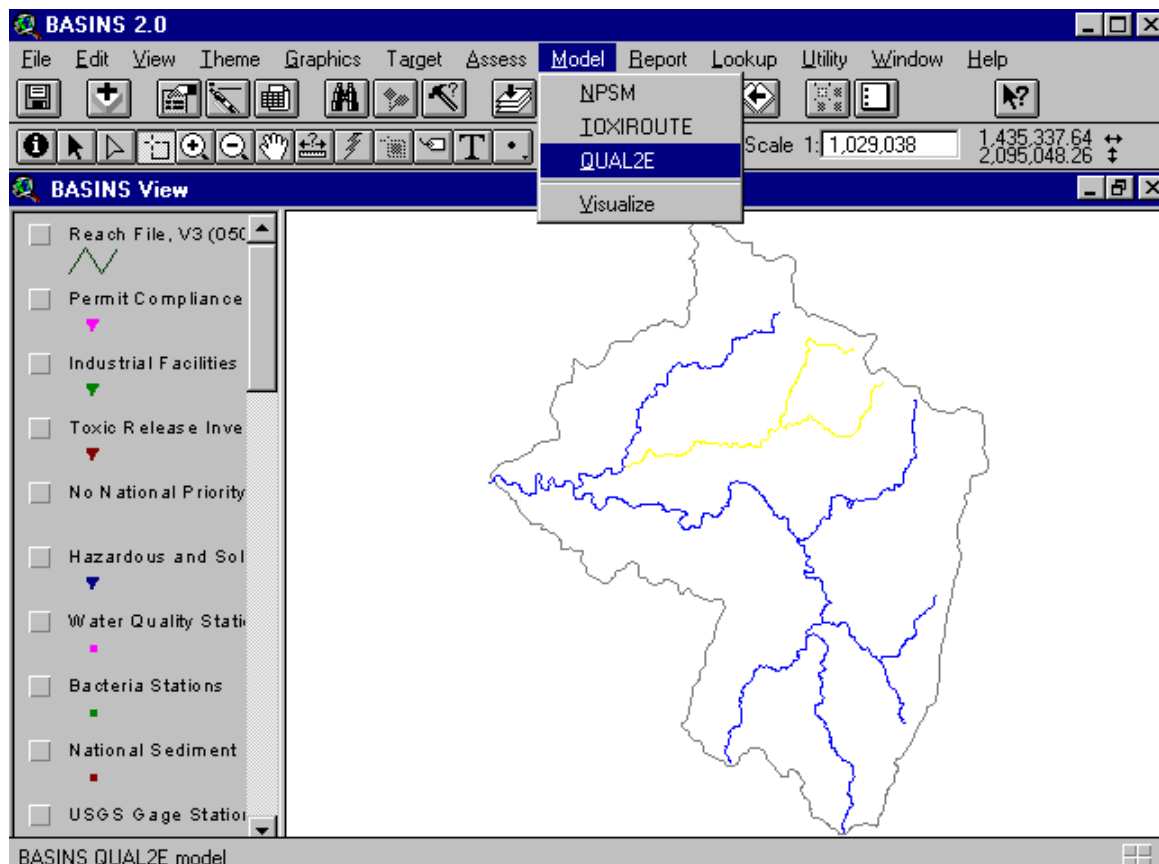 BASINS 2.0
File Edit View Theme Graphics Target Assess Model Report Lookup Utility Window Help
NPSM
TOXIROUTE
QUAL2E
Visualize
Scale 1: 1,029,038
1,435,337.64
2,095,048.26
BASINS View
Reach File, V3 (050
Permit Compliance
Industrial Facilities
Toxic Release Inve
No National Priority
Hazardous and Sol
Water Quality Stati
Bacteria Stations
National Sediment
USGS Gage Station
BASINS QUAL2E model